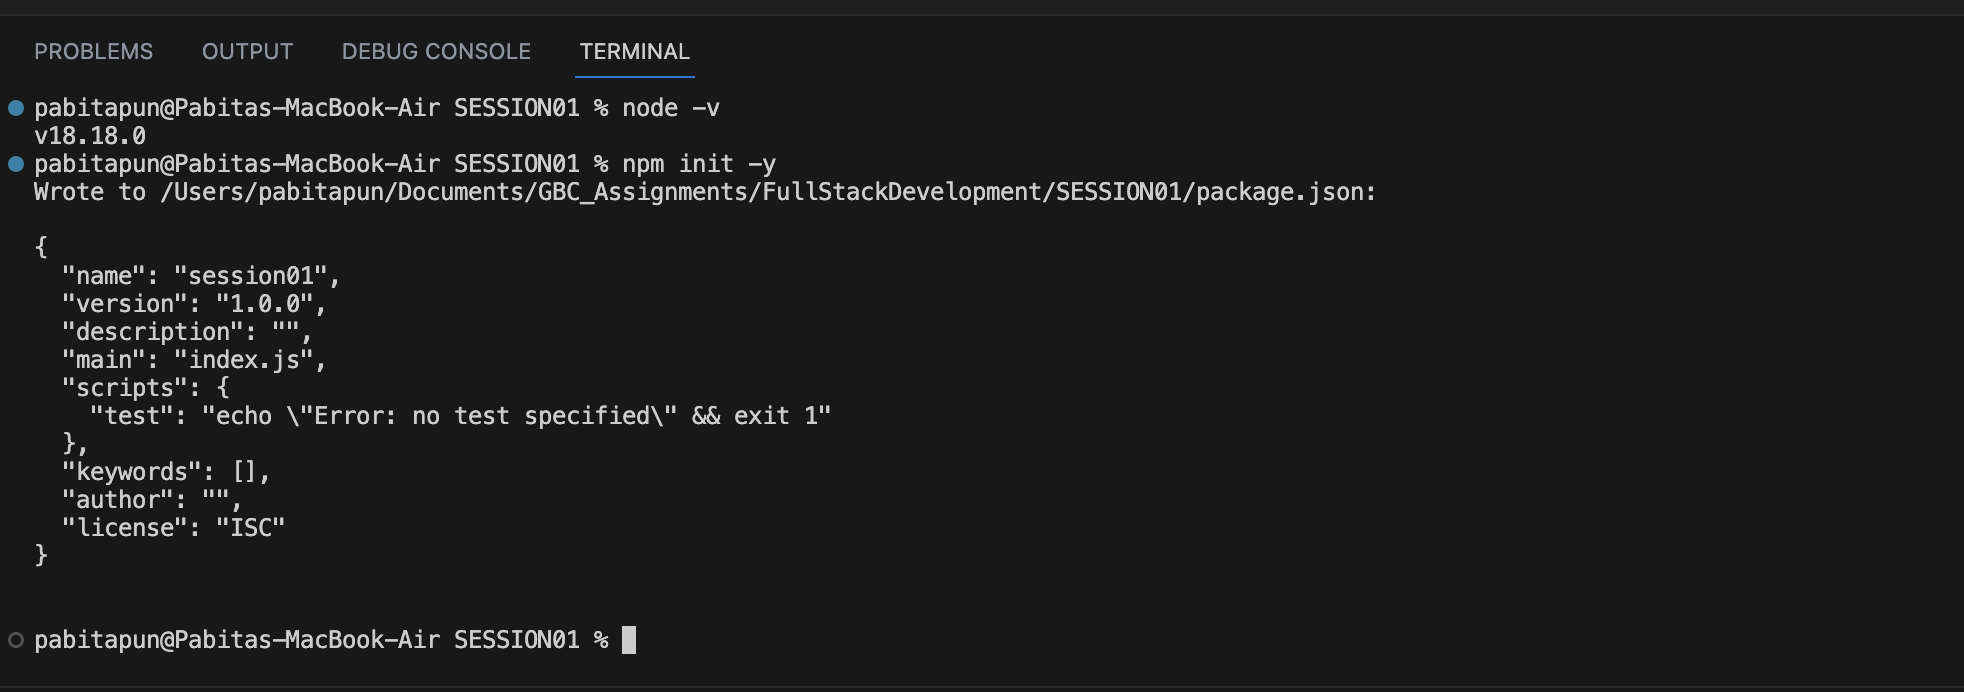 PROBLEMS OUTPUT DEBUG CONSOLE TERMINAL
pabitapun@Pabitas-MacBook-Air SESSION01 % node -v
v18.18.0
pabitapun@Pabitas-MacBook-Air SESSION01 % npm init -y
Wrote to /Users/pabitapun/Documents/GBC_Assignments/FullStackDevelopment/SESSION01/package.json:
{
  "name": "session01",
  "version": "1.0.0",
  "description": "",
  "main": "index.js",
  "scripts": {
    "test": "echo \"Error: no test specified\" && exit 1"
  },
  "keywords": [],
  "author": "",
  "license": "ISC"
}
pabitapun@Pabitas-MacBook-Air SESSION01 %